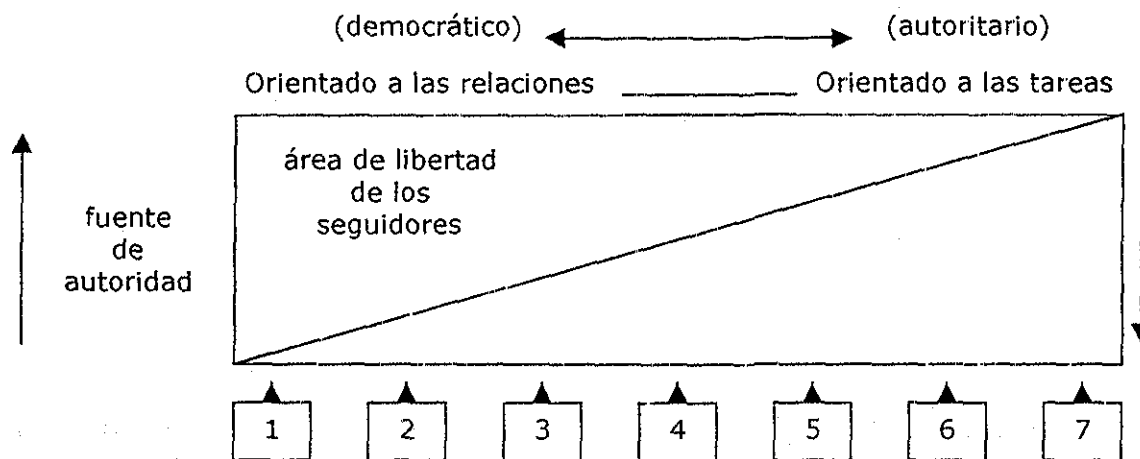 (democrático) (autoritario)
Orientado a las relaciones Orientado a las tareas
área de libertad
de los
seguidores
fuente
de
autoridad
1 2 3 4 5 6 7